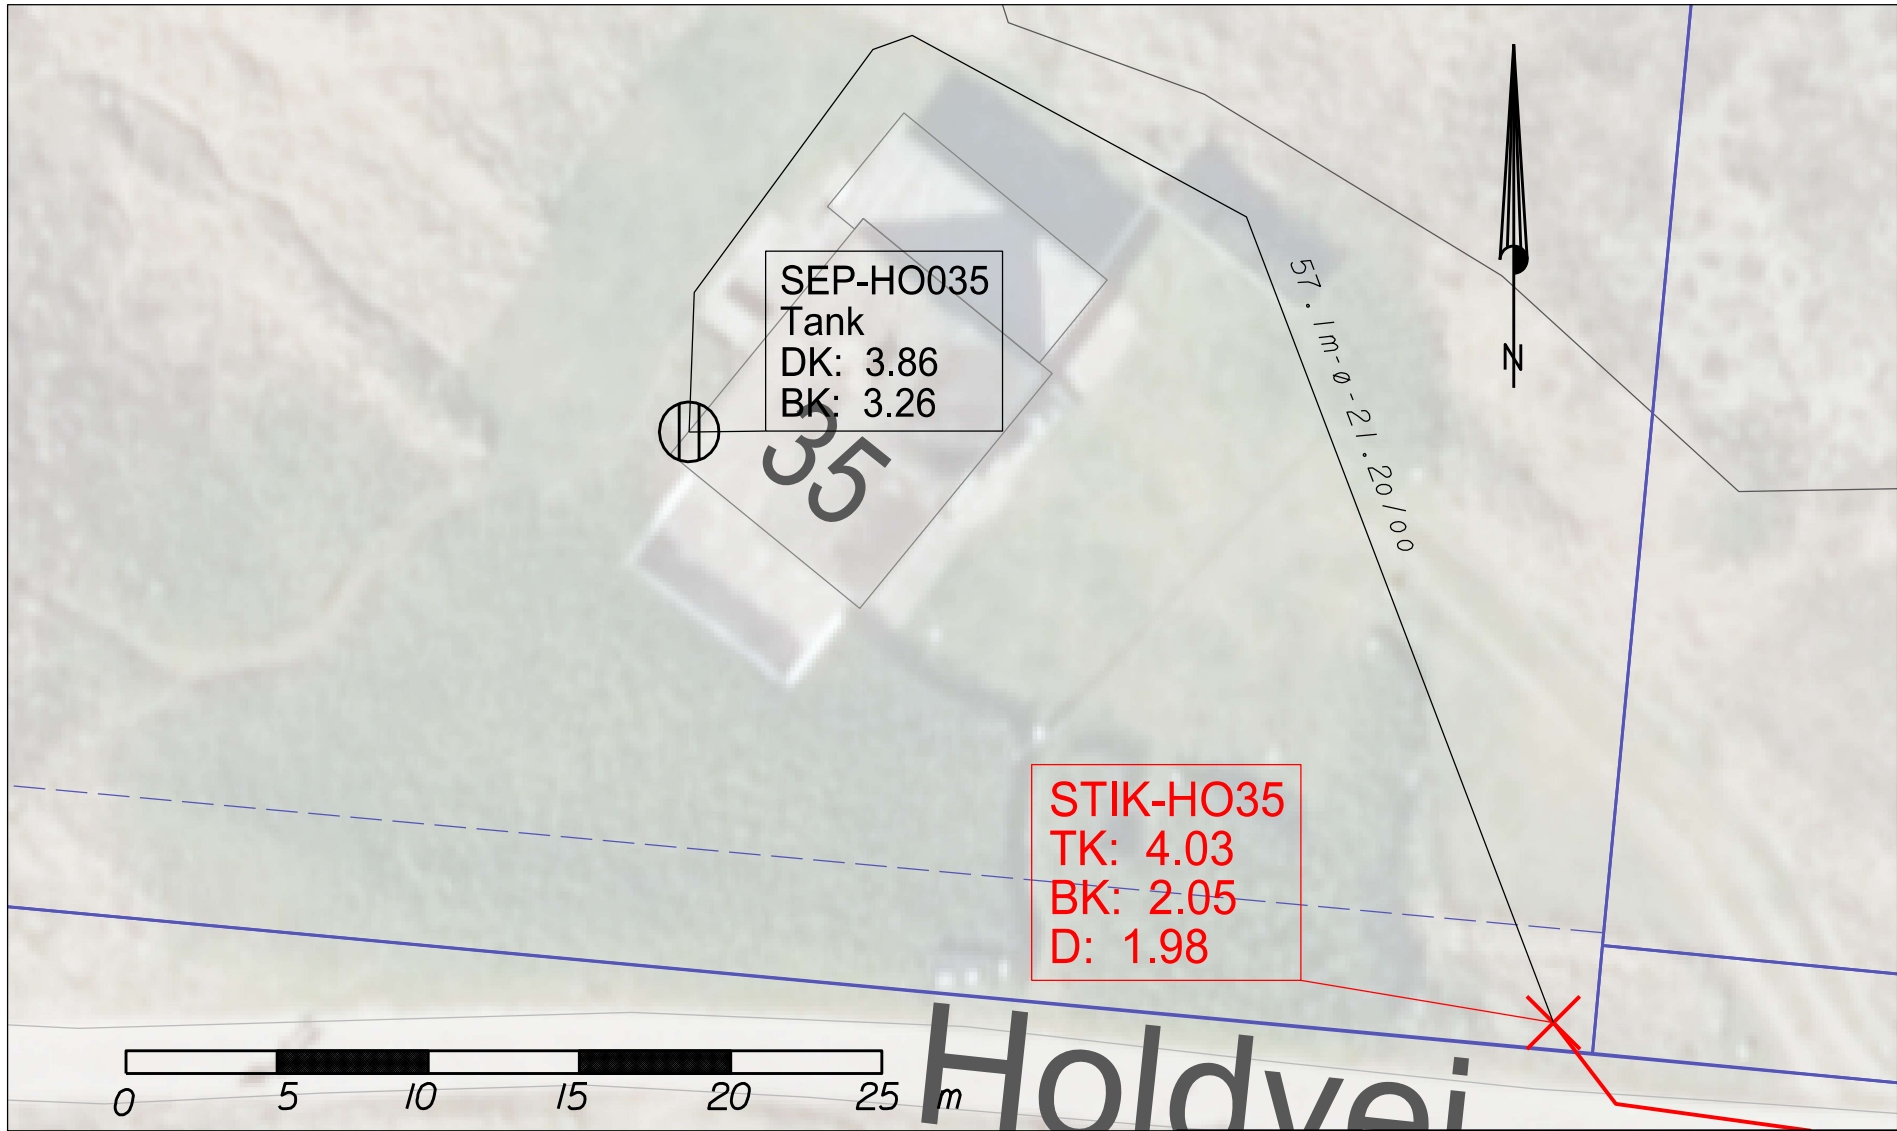 SEP-HO035
Tank
DK: 3.86
BK: 3.26
35
57.1m-ø-21.20/00
N
STIK-HO35
TK: 4.03
BK: 2.05
D: 1.98
Holdvej
0 5 10 15 20 25 m